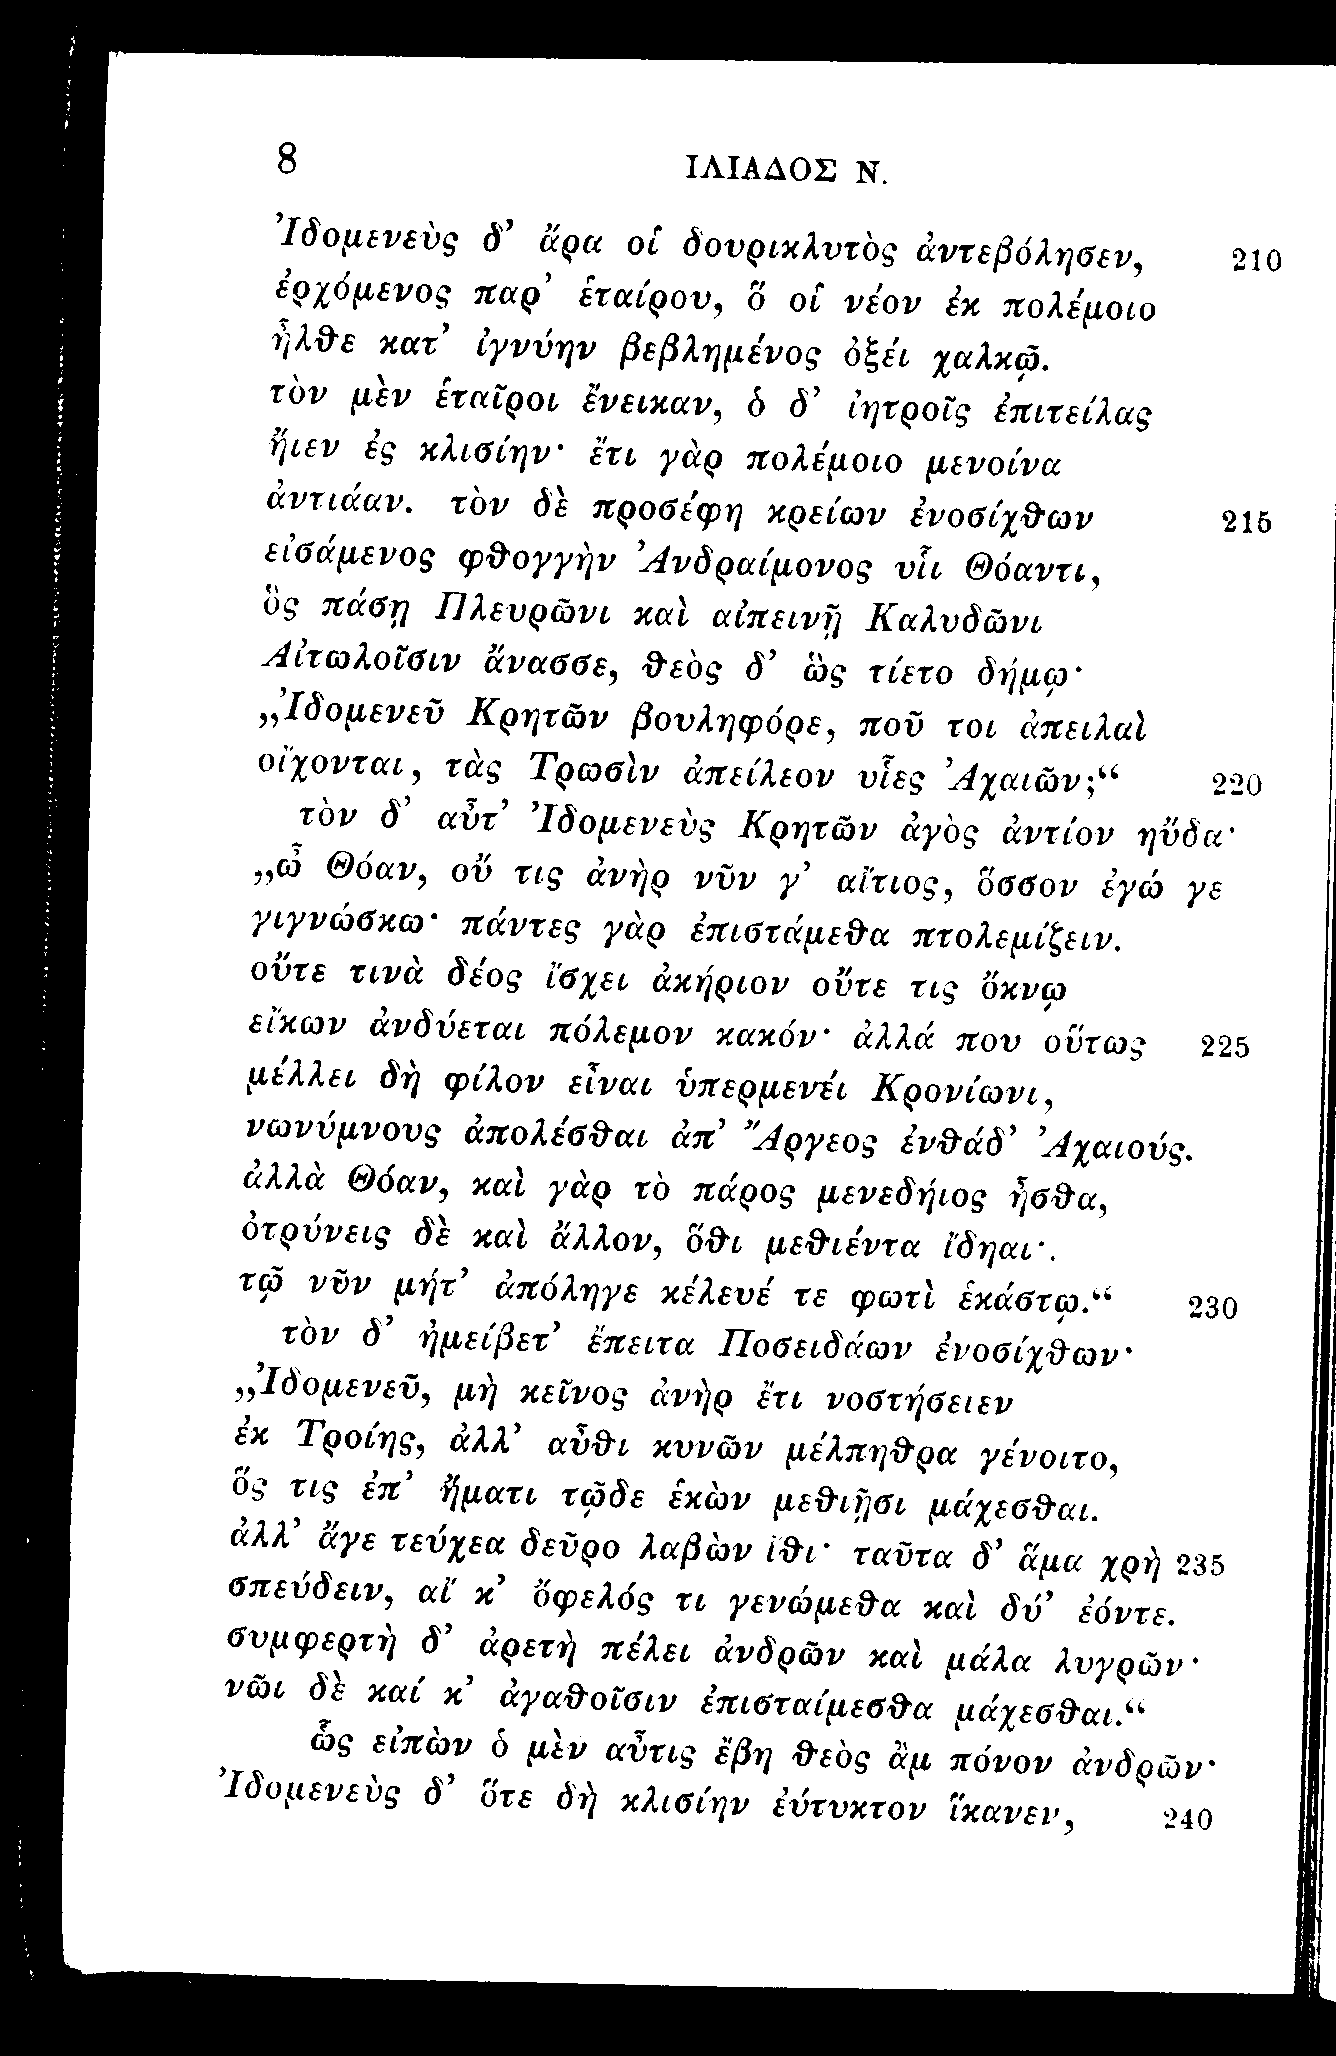 8 ΙΛΙΑΔΟΣ Ν.
Ἰδομενεὺς δ’ ἄρα οἱ δουρικλυτὸς ἀντεβόλησεν, 210
ἐρχόμενος παρ’ ἑταίρου, ὅ οἱ νέον ἐκ πολέμοιο
ἦλθε κατ’ ἰγνύην βεβλημένος ὀξέι χαλκῷ.
τὸν μὲν ἑταῖροι ἔνεικαν, ὁ δ’ ἰητροῖς ἐπιτείλας
ἤιεν ἐς κλισίην· ἔτι γὰρ πολέμοιο μενοίνα
ἀντιάαν. τὸν δὲ προσέφη κρείων ἐνοσίχθων 215
εἰσάμενος φθογγὴν Ἀνδραίμονος υἷι Θόαντι,
ὃς πάσῃ Πλευρῶνι καὶ αἰπεινῇ Καλυδῶνι
Αἰτωλοῖσιν ἄνασσε, θεὸς δ’ ὣς τίετο δήμῳ·
„Ἰδομενεῦ Κρητῶν βουληφόρε, ποῦ τοι ἀπειλαὶ
οἴχονται, τὰς Τρωσὶν ἀπείλεον υἷες Ἀχαιῶν;“ 220
τὸν δ’ αὖτ’ Ἰδομενεὺς Κρητῶν ἀγὸς ἀντίον ηὔδα·
„ὦ Θόαν, οὔ τις ἀνὴρ νῦν γ’ αἴτιος, ὅσσον ἐγώ γε
γιγνώσκω· πάντες γὰρ ἐπιστάμεθα πτολεμίζειν.
οὔτε τινὰ δέος ἴσχει ἀκήριον οὔτε τις ὄκνῳ
εἴκων ἀνδύεται πόλεμον κακόν· ἀλλά που οὕτως 225
μέλλει δὴ φίλον εἶναι ὑπερμενέι Κρονίωνι,
νωνύμνους ἀπολέσθαι ἀπ’ Ἄργεος ἐνθάδ’ Ἀχαιούς.
ἀλλὰ Θόαν, καὶ γὰρ τὸ πάρος μενεδήιος ἦσθα,
ὀτρύνεις δὲ καὶ ἄλλον, ὅθι μεθιέντα ἴδηαι·.
τῷ νῦν μήτ’ ἀπόληγε κέλευέ τε φωτὶ ἑκάστῳ.“ 230
τὸν δ’ ἠμείβετ’ ἔπειτα Ποσειδάων ἐνοσίχθων·
„Ἰδομενεῦ, μὴ κεῖνος ἀνὴρ ἔτι νοστήσειεν
ἐκ Τροίης, ἀλλ’ αὖθι κυνῶν μέλπηθρα γένοιτο,
ὅς τις ἐπ’ ἤματι τῷδε ἑκὼν μεθιῇσι μάχεσθαι.
ἀλλ’ ἄγε τεύχεα δεῦρο λαβὼν ἴθι· ταῦτα δ’ ἅμα χρὴ 235
σπεύδειν, αἴ κ’ ὄφελός τι γενώμεθα καὶ δύ’ ἐόντε.
συμφερτὴ δ’ ἀρετὴ πέλει ἀνδρῶν καὶ μάλα λυγρῶν·
νῶι δὲ καί κ’ ἀγαθοῖσιν ἐπισταίμεσθα μάχεσθαι.“
ὣς εἰπὼν ὁ μὲν αὖτις ἔβη θεὸς ἂμ πόνον ἀνδρῶν·
Ἰδομενεὺς δ’ ὅτε δὴ κλισίην ἐύτυκτον ἵκανεν, 240